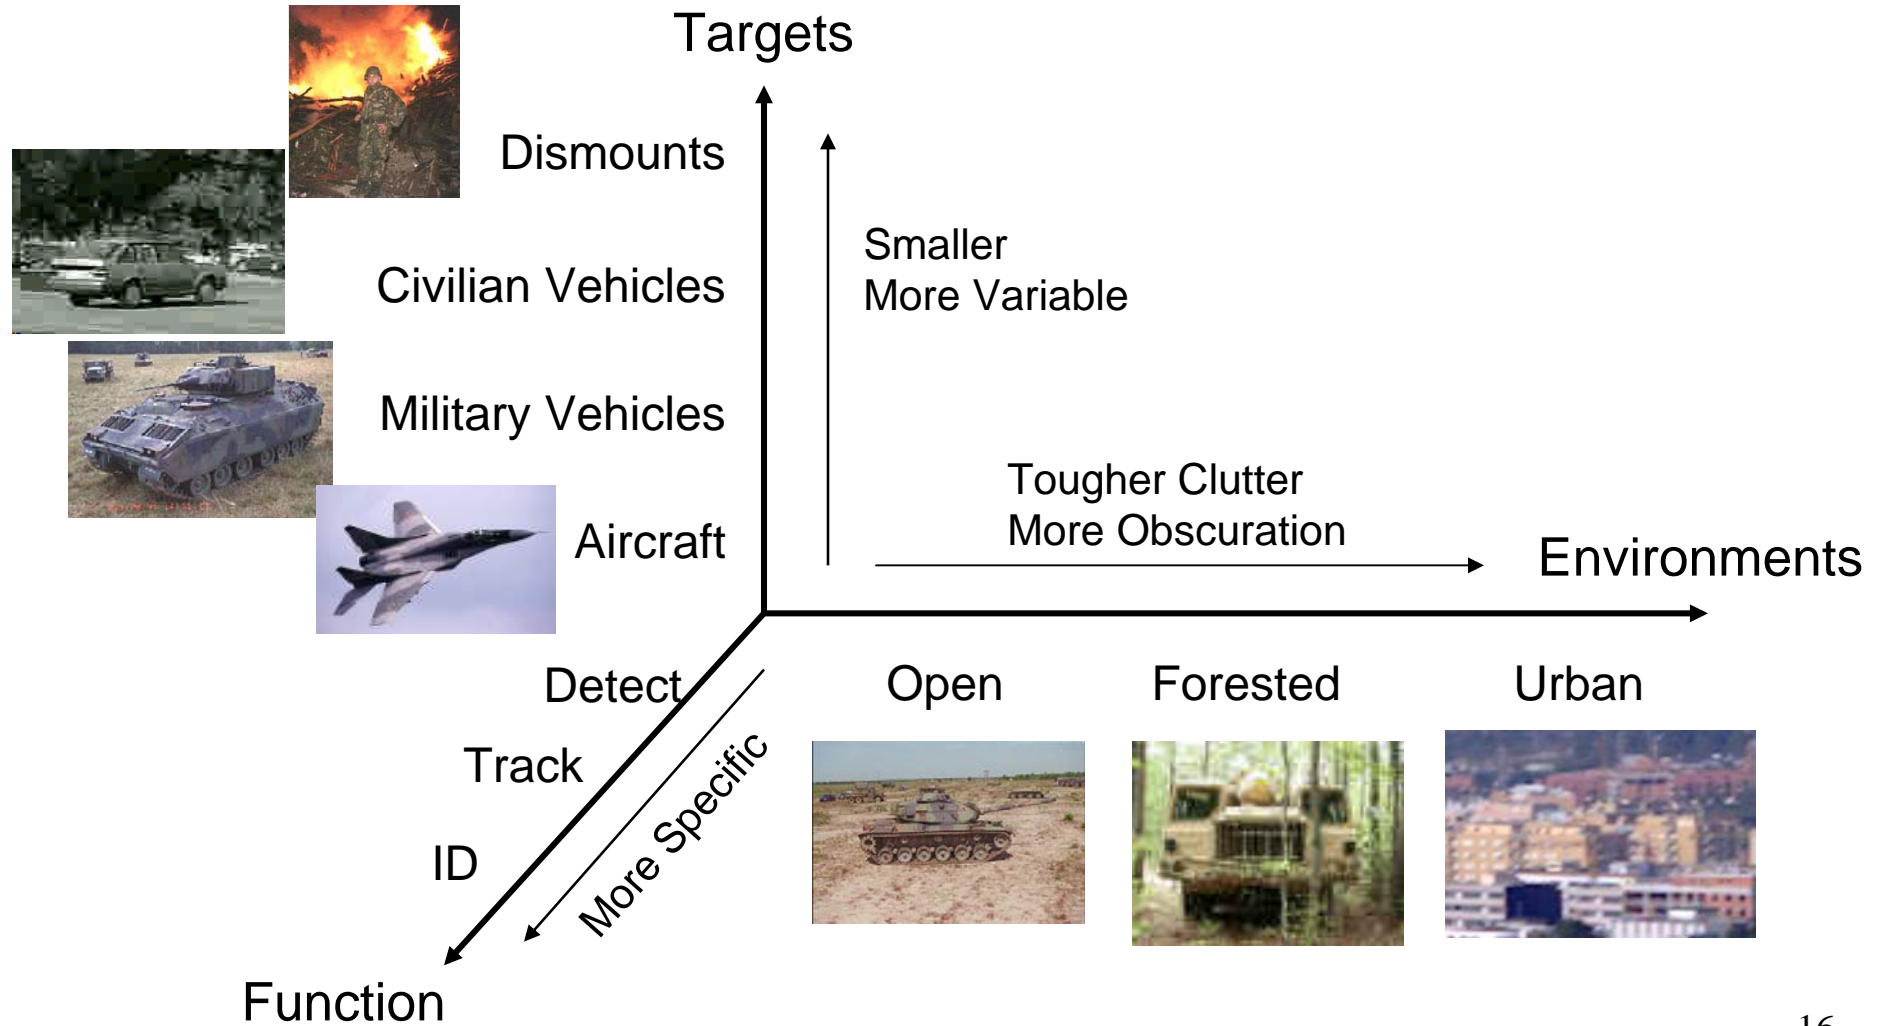 Targets
Dismounts
Smaller
More Variable
Civilian Vehicles
Military Vehicles
Tougher Clutter
More Obscuration
Aircraft
Environments
Detect
Open
Forested
Urban
Track
More Specific
ID
Function
16